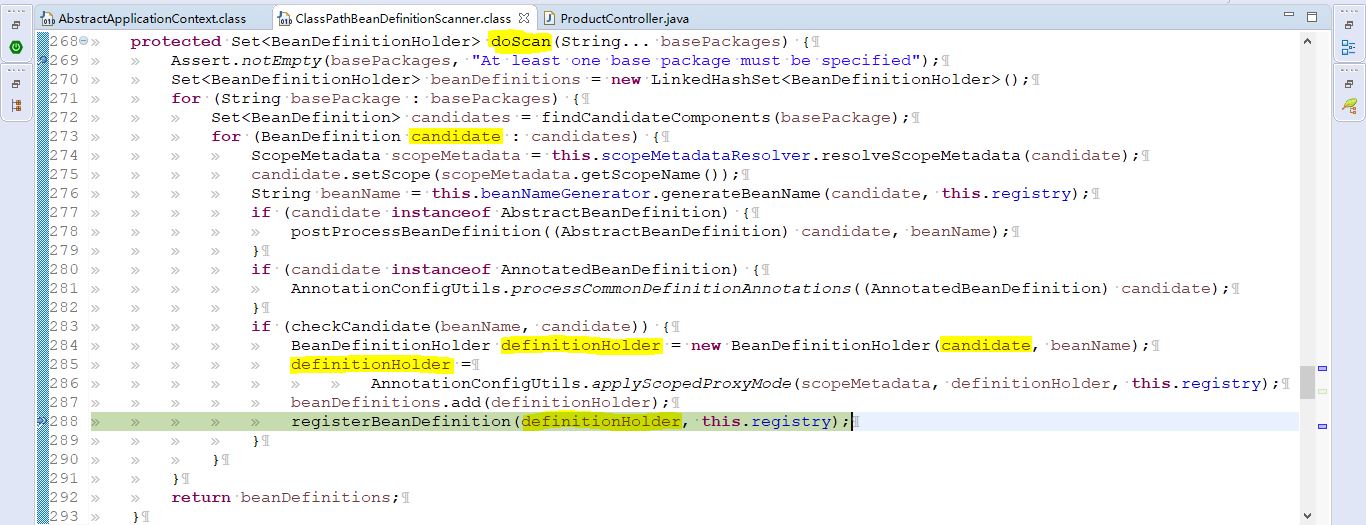 AbstractApplicationContext.class ClassPathBeanDefinitionScanner.class ProductController.java
268 » protected·Set<BeanDefinitionHolder>·doScan(String...·basePackages)·{¶
269 » » Assert.notEmpty(basePackages,·"At·least·one·base·package·must·be·specified");¶
270 » » Set<BeanDefinitionHolder>·beanDefinitions·=·new·LinkedHashSet<BeanDefinitionHolder>();¶
271 » » for·(String·basePackage·:·basePackages)·{¶
272 » » » Set<BeanDefinition>·candidates·=·findCandidateComponents(basePackage);¶
273 » » » for·(BeanDefinition·candidate·:·candidates)·{¶
274 » » » » ScopeMetadata·scopeMetadata·=·this.scopeMetadataResolver.resolveScopeMetadata(candidate);¶
275 » » » » candidate.setScope(scopeMetadata.getScopeName());¶
276 » » » » String·beanName·=·this.beanNameGenerator.generateBeanName(candidate,·this.registry);¶
277 » » » » if·(candidate·instanceof·AbstractBeanDefinition)·{¶
278 » » » » » postProcessBeanDefinition((AbstractBeanDefinition)·candidate,·beanName);¶
279 » » » » }¶
280 » » » » if·(candidate·instanceof·AnnotatedBeanDefinition)·{¶
281 » » » » » AnnotationConfigUtils.processCommonDefinitionAnnotations((AnnotatedBeanDefinition)·candidate);¶
282 » » » » }¶
283 » » » » if·(checkCandidate(beanName,·candidate))·{¶
284 » » » » » BeanDefinitionHolder·definitionHolder·=·new·BeanDefinitionHolder(candidate,·beanName);¶
285 » » » » » definitionHolder·=¶
286 » » » » » » » AnnotationConfigUtils.applyScopedProxyMode(scopeMetadata,·definitionHolder,·this.registry);¶
287 » » » » » beanDefinitions.add(definitionHolder);¶
288 » » » » » registerBeanDefinition(definitionHolder,·this.registry);¶
289 » » » » }¶
290 » » » }¶
291 » » }¶
292 » » return·beanDefinitions;¶
293 » }¶